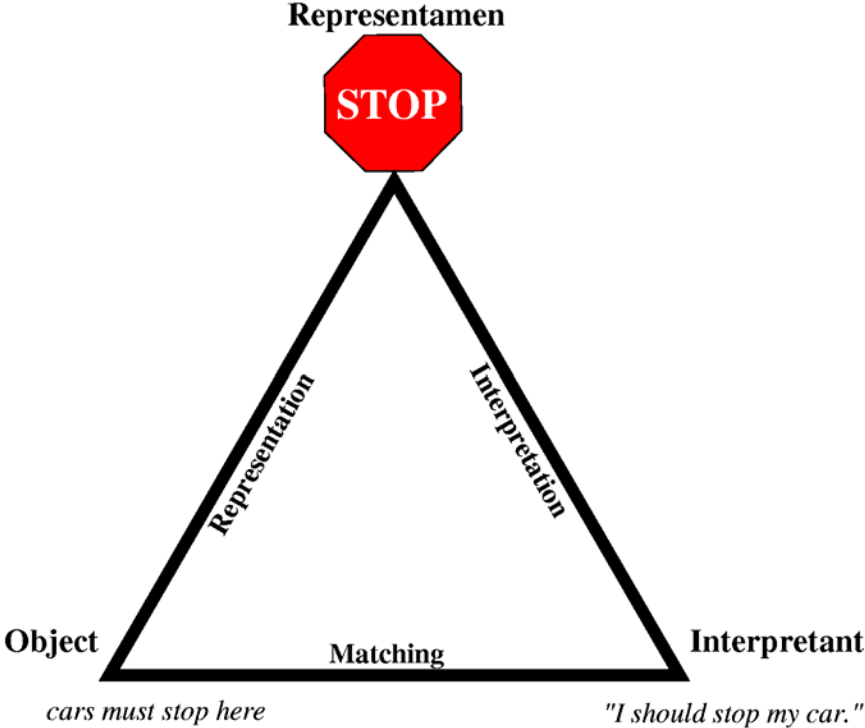 Representamen
STOP
Representation
Interpretation
Object
Interpretant
Matching
cars must stop here
"I should stop my car."